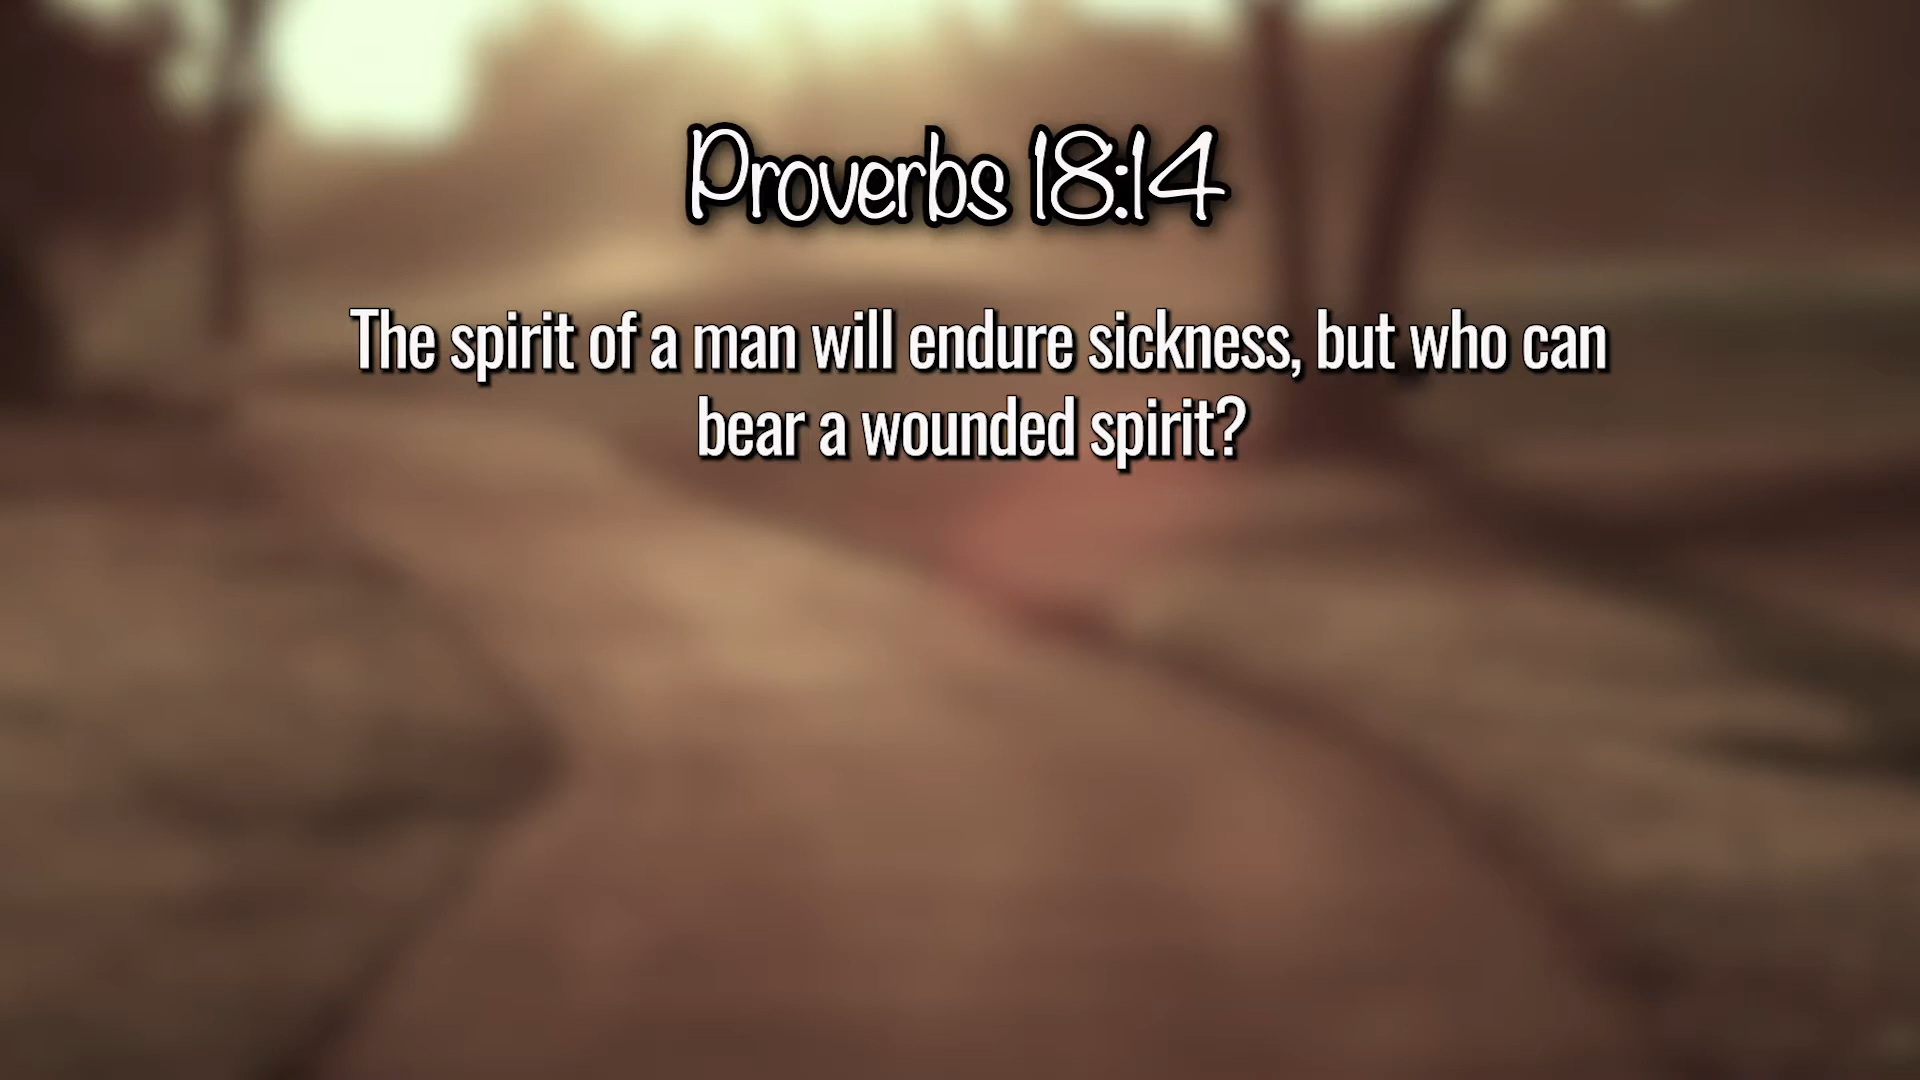 Proverbs 18:14
The spirit of a man will endure sickness, but who can
bear a wounded spirit?